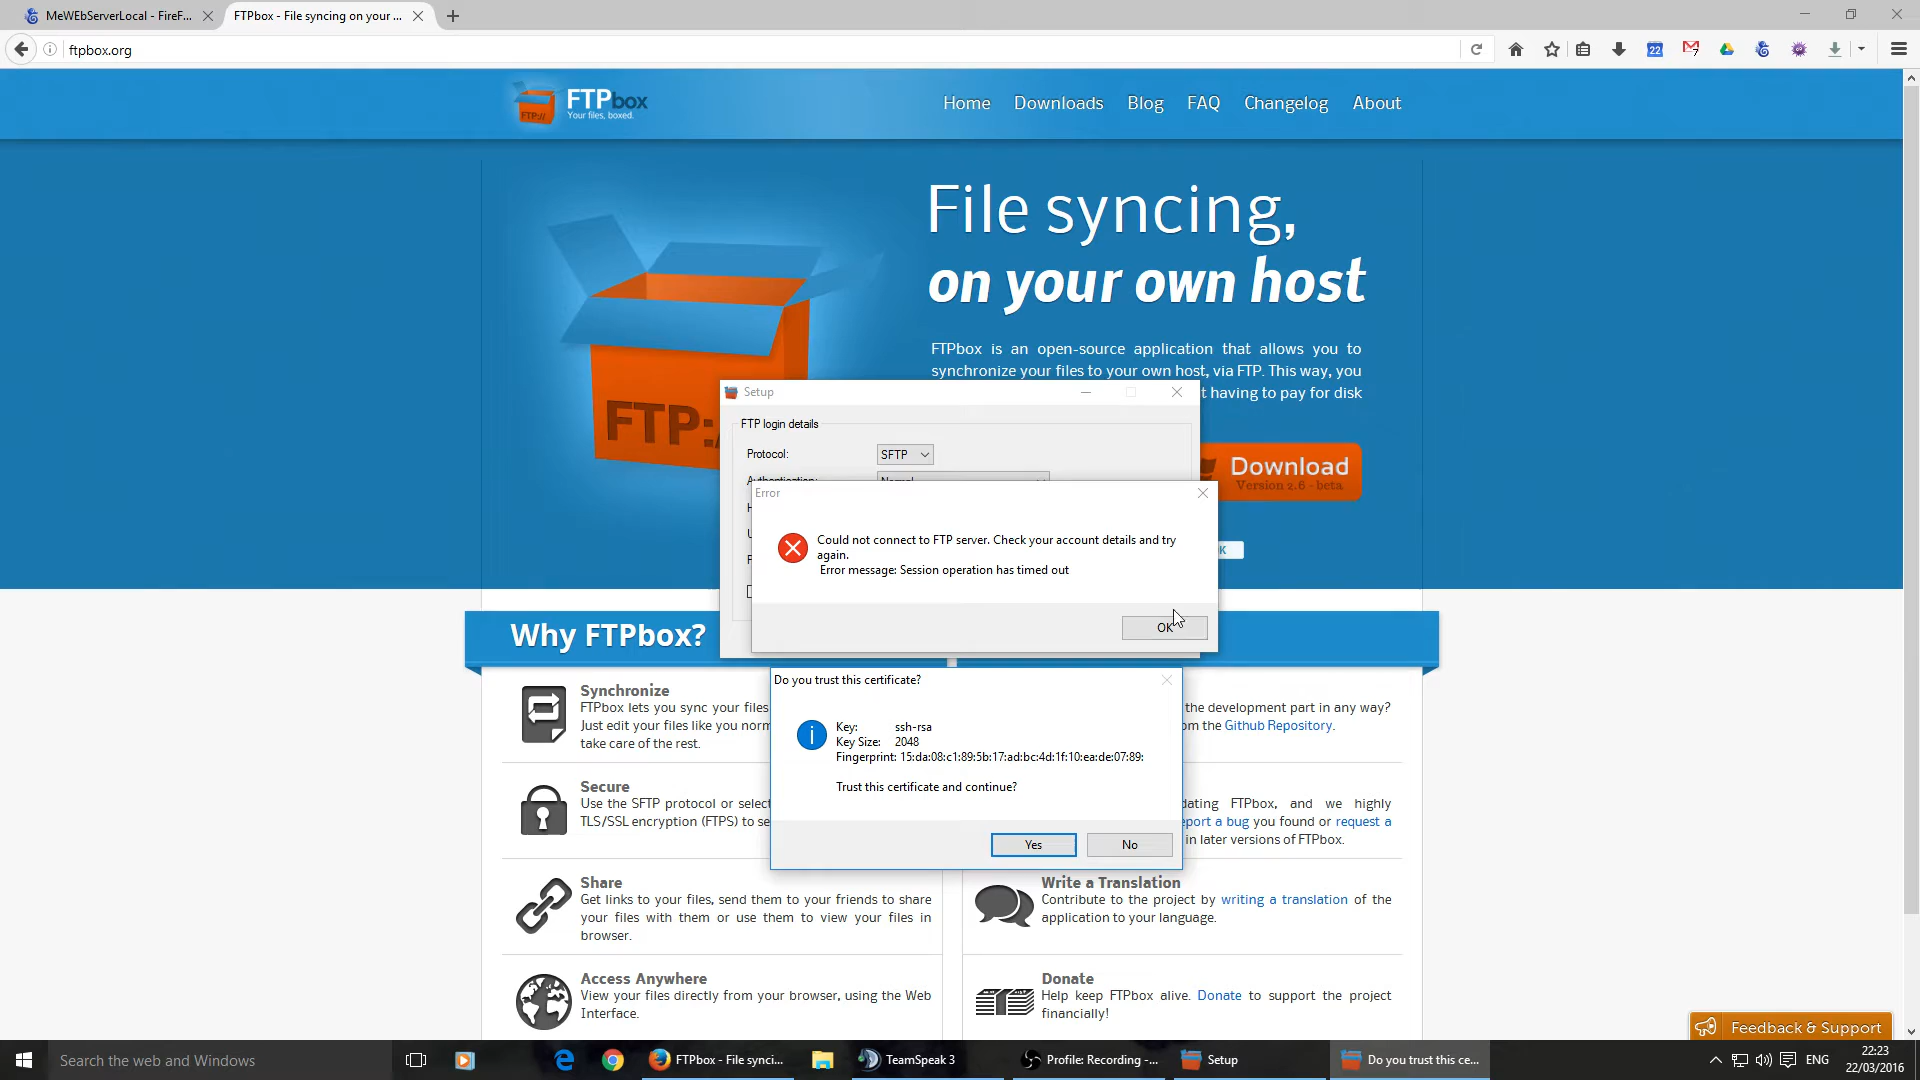 MeWEbServerLocal - FireF...
FTPbox - File syncing on your ...
ftpbox.org
22
7
FTP://
FTPbox
Your files, boxed.
Home
Downloads
Blog
FAQ
Changelog
About
File syncing,
on your own host
FTPbox is an open-source application that allows you to
synchronize your files to your own host, via FTP. This way, you
t having to pay for disk
FTP:/
Download
Version 2.6 - beta
K
Setup
FTP login details
Protocol:
SFTP
Authentication:
Normal
Error
Could not connect to FTP server. Check your account details and try
again.
Error message: Session operation has timed out
OK
Why FTPbox?
Do you trust this certificate?
Key: ssh-rsa
Key Size: 2048
Fingerprint: 15:da:08:c1:89:5b:17:ad:bc:4d:1f:10:ea:de:07:89:
Trust this certificate and continue?
Yes
No
Synchronize
FTPbox lets you sync your files
Just edit your files like you norm
take care of the rest.
the development part in any way?
om the Github Repository.
Secure
Use the SFTP protocol or select
TLS/SSL encryption (FTPS) to se
dating FTPbox, and we highly
eport a bug you found or request a
in later versions of FTPbox.
Share
Get links to your files, send them to your friends to share
your files with them or use them to view your files in
browser.
Write a Translation
Contribute to the project by writing a translation of the
application to your language.
Access Anywhere
View your files directly from your browser, using the Web
Interface.
Donate
Help keep FTPbox alive. Donate to support the project
financially!
Feedback & Support
Search the web and Windows
FTPbox - File synci...
TeamSpeak 3
Profile: Recording -...
Setup
Do you trust this ce...
ENG
22:23
22/03/2016